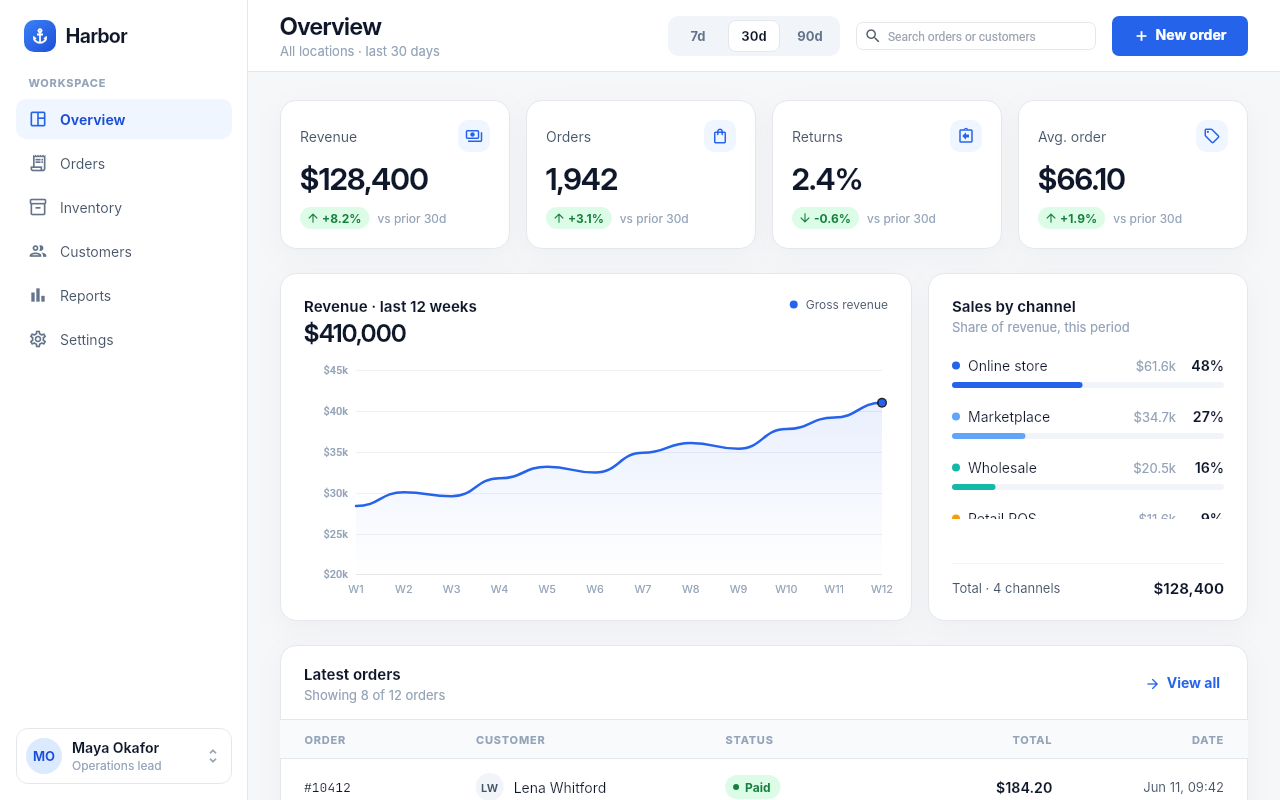 Harbor
WORKSPACE
Overview
Orders
Inventory
Customers
Reports
Settings
MO
Maya Okafor
Operations lead
Overview
All locations · last 30 days
7d 30d 90d
Search orders or customers
New order
Revenue
$128,400
+8.2% vs prior 30d
Orders
1,942
+3.1% vs prior 30d
Returns
2.4%
-0.6% vs prior 30d
Avg. order
$66.10
+1.9% vs prior 30d
Revenue · last 12 weeks
$410,000
Gross revenue
$45k
$40k
$35k
$30k
$25k
$20k
W1 W2 W3 W4 W5 W6 W7 W8 W9 W10 W11 W12
Sales by channel
Share of revenue, this period
Online store $61.6k 48%
Marketplace $34.7k 27%
Wholesale $20.5k 16%
Retail POS $11.6k 9%
Total · 4 channels $128,400
Latest orders
Showing 8 of 12 orders
View all
ORDER CUSTOMER STATUS TOTAL DATE
#10412 LW Lena Whitford Paid $184.20 Jun 11, 09:42